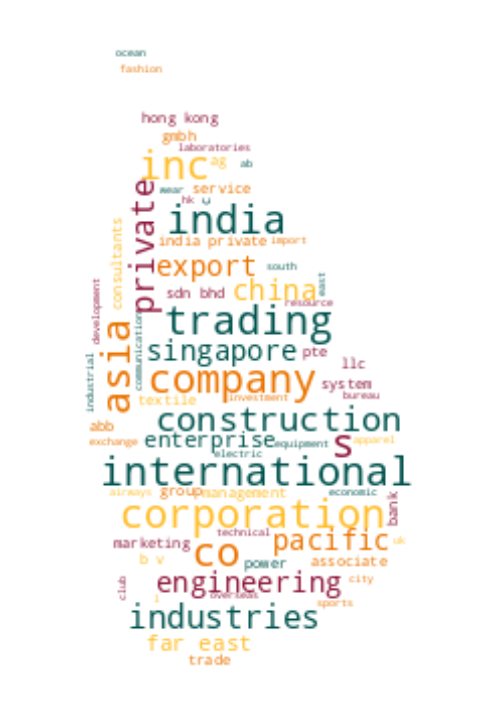 ocean
fashion
hong kong
gmbh
laboratories
inc ag ab
wear service
hk
private
india
consultants
india private import
export south
sdn bhd china east
resource
development
trading
communication
asia
singapore pte
llc
industrial
company system
textile investment bureau
construction
abb
exchange enterprise equipment s apparel
electric
international
airways group management economic
corporation bank
technical
marketing co pacific uk
b v power associate
club engineering city
overseas
l sports
industries
far east
trade